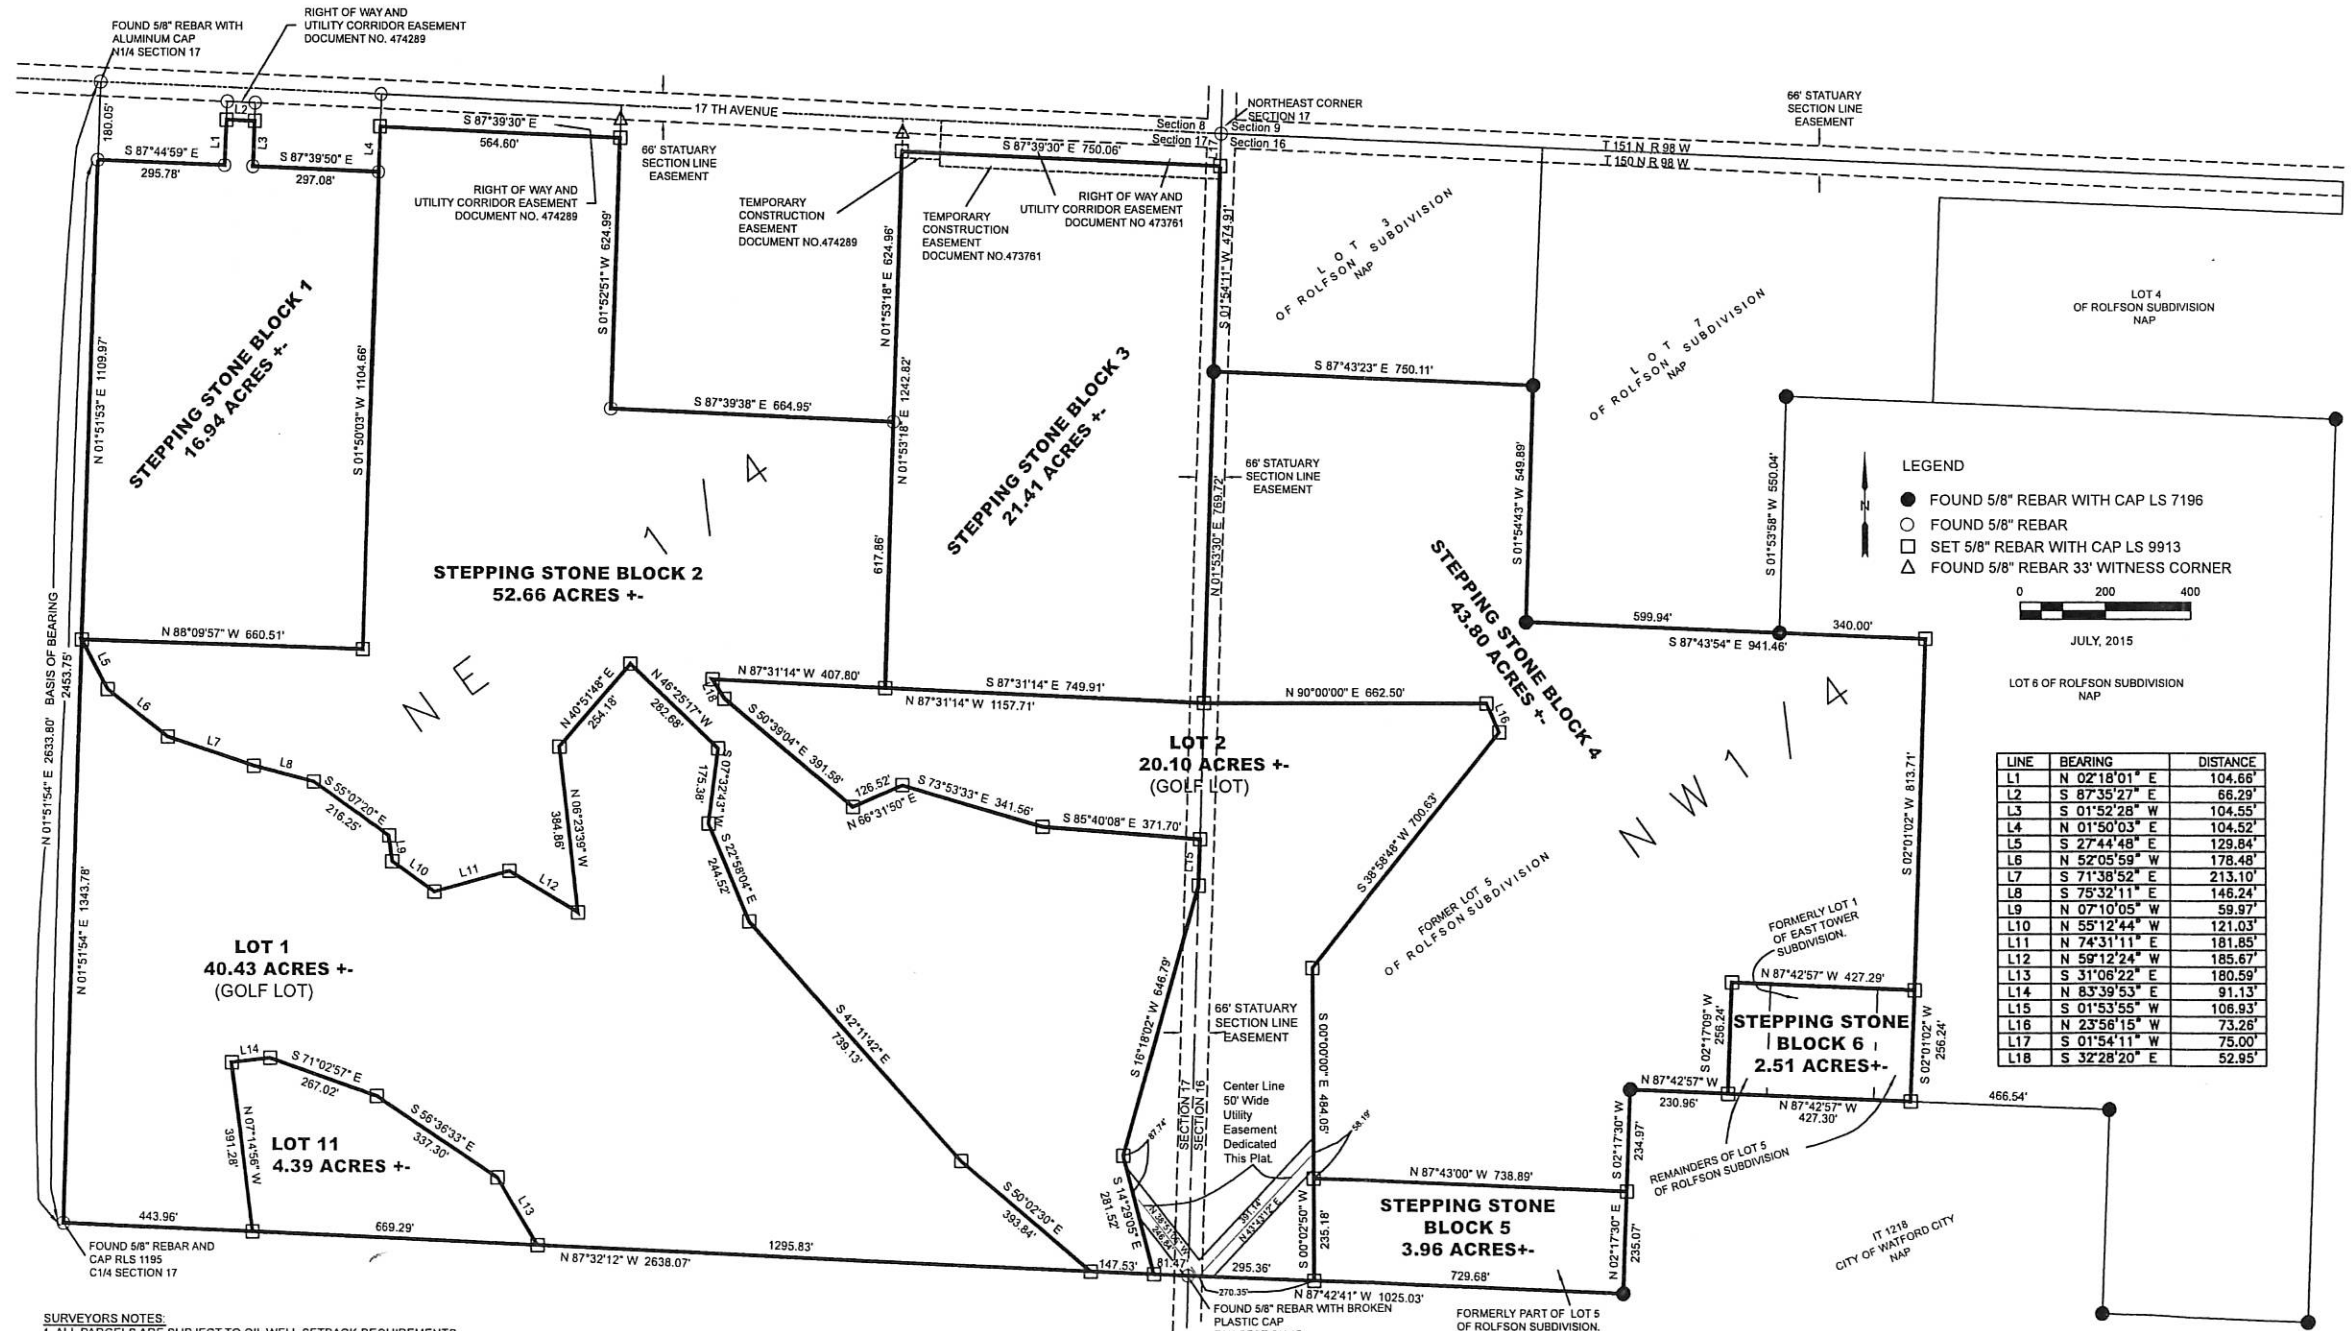 FOUND 5/8" REBAR WITH
ALUMINUM CAP
N1/4 SECTION 17
RIGHT OF WAY AND
UTILITY CORRIDOR EASEMENT
DOCUMENT NO. 474289
180.05'
L1
L2
L3
L4
S 87°44'59" E
295.78'
S 87°39'50" E
297.08'
S 87°39'30" E
564.60'
17 TH AVENUE
66' STATUARY
SECTION LINE
EASEMENT
RIGHT OF WAY AND
UTILITY CORRIDOR EASEMENT
DOCUMENT NO. 474289
TEMPORARY
CONSTRUCTION
EASEMENT
DOCUMENT NO.474289
TEMPORARY
CONSTRUCTION
EASEMENT
DOCUMENT NO.473761
S 87°39'30" E 750.06'
RIGHT OF WAY AND
UTILITY CORRIDOR EASEMENT
DOCUMENT NO 473761
NORTHEAST CORNER
SECTION 17
Section 8
Section 9
Section 17
Section 16
L17
66' STATUARY
SECTION LINE
EASEMENT
T 151 N R 98 W
T 150 N R 98 W
LOT 3
OF ROLFSON SUBDIVISION
NAP
LOT 7
OF ROLFSON SUBDIVISION
NAP
LOT 4
OF ROLFSON SUBDIVISION
NAP
N 01°51'53" E 1109.97'
STEPPING STONE BLOCK 1
16.94 ACRES +-
S 01°50'03" W 1104.66'
S 01°52'51" W 624.99'
N 01°53'18" E 624.96'
N 01°53'18" E 1242.82'
617.86'
S 87°39'38" E 664.95'
STEPPING STONE BLOCK 3
21.41 ACRES +-
S 01°54'11" W 474.91'
N 01°53'30" E 769.72'
66' STATUARY
SECTION LINE
EASEMENT
S 87°43'23" E 750.11'
S 01°54'43" W 549.89'
S 01°53'58" W 550.04'
LEGEND
FOUND 5/8" REBAR WITH CAP LS 7196
FOUND 5/8" REBAR
SET 5/8" REBAR WITH CAP LS 9913
FOUND 5/8" REBAR 33' WITNESS CORNER
N
0 200 400
JULY, 2015
LOT 6 OF ROLFSON SUBDIVISION
NAP
NE 1/4
STEPPING STONE BLOCK 2
52.66 ACRES +-
STEPPING STONE BLOCK 4
43.80 ACRES +-
599.94'
340.00'
S 87°43'54" E 941.46'
N 01°51'54" E 2633.80' BASIS OF BEARING
2453.75'
N 88°09'57" W 660.51'
L5
L6
L7
L8
S 55°07'20" E
216.25'
L9
L10
L11
L12
N 06°23'39" W
384.86'
N 40°51'48" E
254.18'
N 46°25'17" W
282.68'
S 07°32'43" W
175.38'
S 22°58'04" E
244.52'
N 87°31'14" W 407.80'
L18
S 87°31'14" E 749.91'
N 87°31'14" W 1157.71'
N 90°00'00" E 662.50'
L16
S 50°39'04" E 391.58'
126.52'
N 66°31'50" E
S 73°53'33" E 341.56'
S 85°40'08" E 371.70'
L15
LOT 2
20.10 ACRES +-
(GOLF LOT)
S 38°58'48" W 700.63'
FORMER LOT 5
OF ROLFSON SUBDIVISION
NW 1/4
S 02°01'02" W 813.71'
LINE BEARING DISTANCE
L1 N 02°18'01" E 104.66'
L2 S 87°35'27" E 66.29'
L3 S 01°52'28" W 104.55'
L4 N 01°50'03" E 104.52'
L5 S 27°44'48" E 129.84'
L6 N 52°05'59" W 178.48'
L7 S 71°38'52" E 213.10'
L8 S 75°32'11" E 146.24'
L9 N 07°10'05" W 59.97'
L10 N 55°12'44" W 121.03'
L11 N 74°31'11" E 181.85'
L12 N 59°12'24" W 185.67'
L13 S 31°06'22" E 180.59'
L14 N 83°39'53" E 91.13'
L15 S 01°53'55" W 106.93'
L16 N 23°56'15" W 73.26'
L17 S 01°54'11" W 75.00'
L18 S 32°28'20" E 52.95'
N 01°51'54" E 1343.78'
LOT 1
40.43 ACRES +-
(GOLF LOT)
L14
S 71°02'57" E
267.02'
S 56°36'33" E
337.30'
L13
N 07°14'56" W
391.28'
LOT 11
4.39 ACRES +-
S 42°11'42" E
739.13'
S 50°02'30" E
393.84'
S 16°18'02" W 646.79'
66' STATUARY
SECTION LINE
EASEMENT
SECTION 17
SECTION 16
Center Line
50' Wide
Utility
Easement
Dedicated
This Plat.
87.74'
58.19'
S 14°29'05" E
281.52'
391.14'
N 43°43'12" E
S 00°00'00" E 484.05'
S 00°02'50" W
235.18'
N 87°43'00" W 738.89'
STEPPING STONE
BLOCK 5
3.96 ACRES+-
FORMERLY LOT 1
OF EAST TOWER
SUBDIVISION.
N 87°42'57" W 427.29'
S 02°17'09" W
256.24'
STEPPING STONE
BLOCK 6
2.51 ACRES+-
S 02°01'02" W
256.24'
N 87°42'57" W
230.96'
N 87°42'57" W
427.30'
466.54'
S 02°17'30" W
234.97'
N 02°17'30" E
235.07'
REMAINDERS OF LOT 5
OF ROLFSON SUBDIVISION
IT 1218
CITY OF WATFORD CITY
NAP
443.96'
669.29'
1295.83'
N 87°32'12" W 2638.07'
147.53'
81.47'
295.36'
270.35'
729.68'
N 87°42'41" W 1025.03'
FOUND 5/8" REBAR AND
CAP RLS 1195
C1/4 SECTION 17
FOUND 5/8" REBAR WITH BROKEN
PLASTIC CAP
FORMERLY PART OF LOT 5
OF ROLFSON SUBDIVISION.
SURVEYORS NOTES: